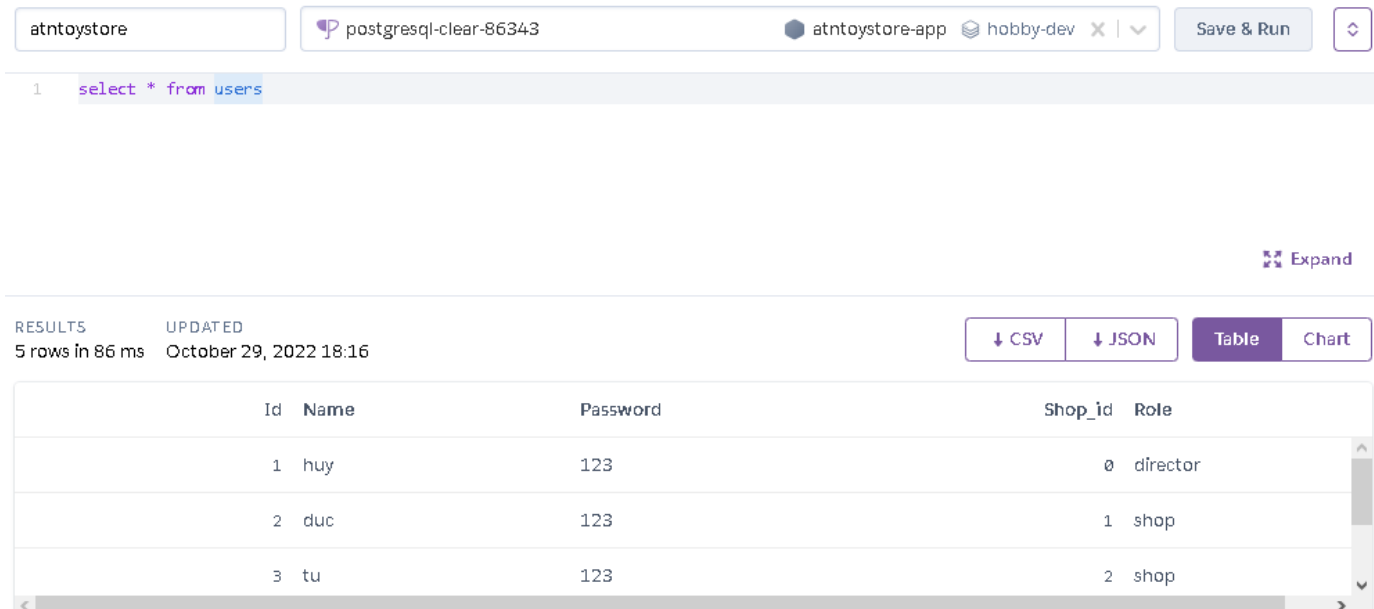 atntoystore postgresql-clear-86343 atntoystore-app hobby-dev Save & Run
1 select * from users
Expand
RESULTS UPDATED
5 rows in 86 ms October 29, 2022 18:16
CSV JSON Table Chart
Id Name Password Shop_id Role
1 huy 123 0 director
2 duc 123 1 shop
3 tu 123 2 shop